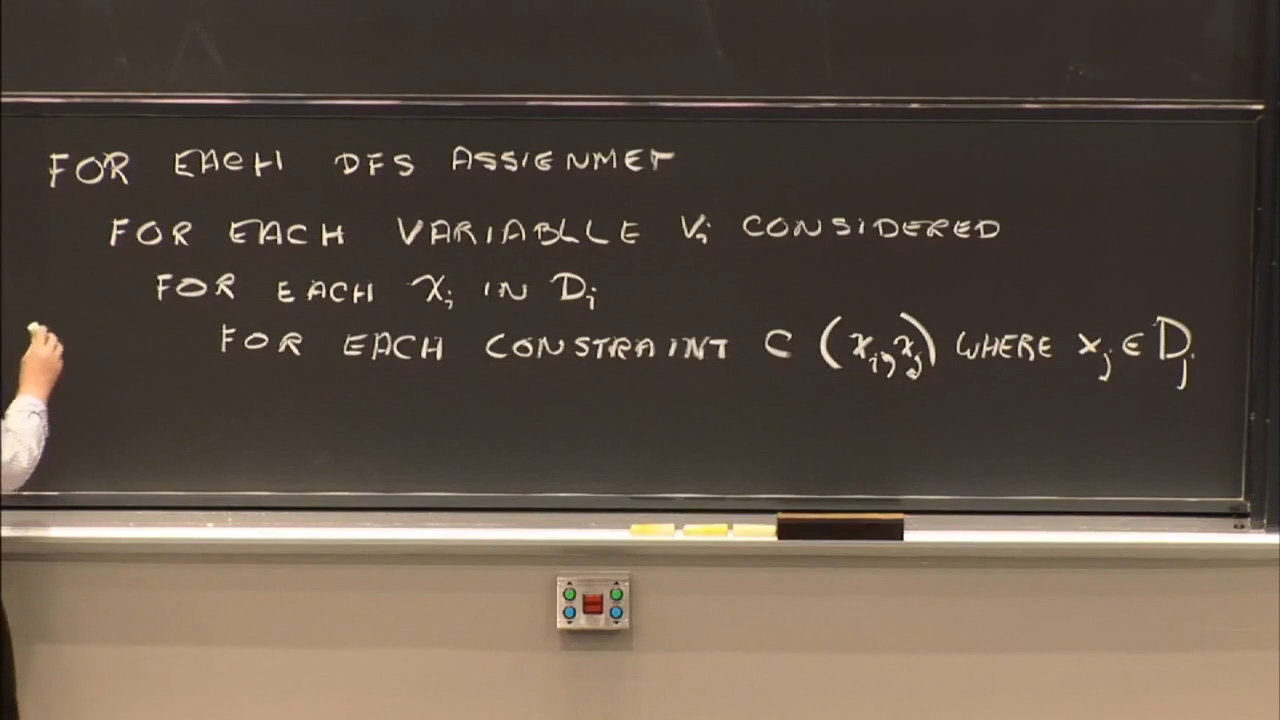 FOR EACH DFS ASSIGNMET
FOR EACH VARIABLLE Vi CONSIDERED
FOR EACH Xi IN Di
FOR EACH CONSTRAINT C (xi, xj) WHERE xj ∈ Dj